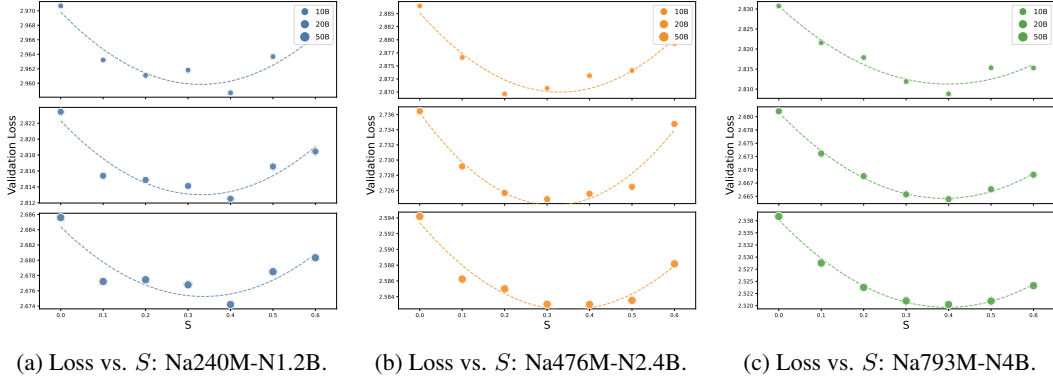 2.970
2.968
2.966
2.964
2.962
2.960
10B
20B
50B
2.822
2.820
2.818
2.816
2.814
2.812
Validation Loss
2.686
2.684
2.682
2.680
2.678
2.676
2.674
0.0 0.1 0.2 0.3 0.4 0.5 0.6
S
(a) Loss vs. S: Na240M-N1.2B.
2.885
2.882
2.880
2.877
2.875
2.872
2.870
10B
20B
50B
2.736
2.734
2.732
2.730
2.728
2.726
Validation Loss
2.594
2.592
2.590
2.588
2.586
2.584
0.0 0.1 0.2 0.3 0.4 0.5 0.6
S
(b) Loss vs. S: Na476M-N2.4B.
2.830
2.825
2.820
2.815
2.810
10B
20B
50B
2.680
2.677
2.675
2.673
2.670
2.667
2.665
Validation Loss
2.538
2.535
2.533
2.530
2.527
2.525
2.522
2.520
0.0 0.1 0.2 0.3 0.4 0.5 0.6
S
(c) Loss vs. S: Na793M-N4B.